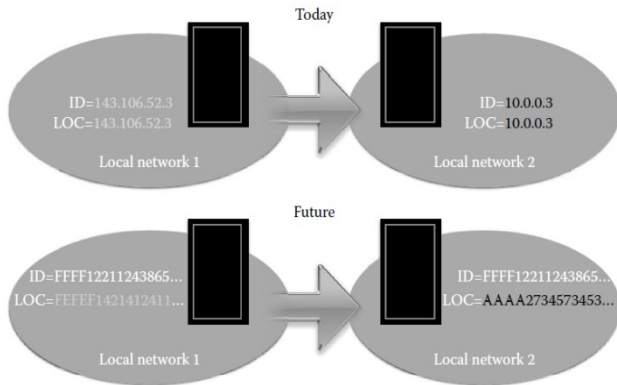 Today
ID=143.106.52.3
LOC=143.106.52.3
Local network 1
ID=10.0.0.3
LOC=10.0.0.3
Local network 2
Future
ID=FFFF12211243865...
LOC=FEFEF1421412411...
Local network 1
ID=FFFF12211243865...
LOC=AAAA2734573453...
Local network 2